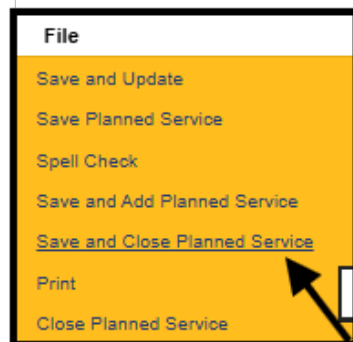 File
Save and Update
Save Planned Service
Spell Check
Save and Add Planned Service
Save and Close Planned Service
Print
Close Planned Service